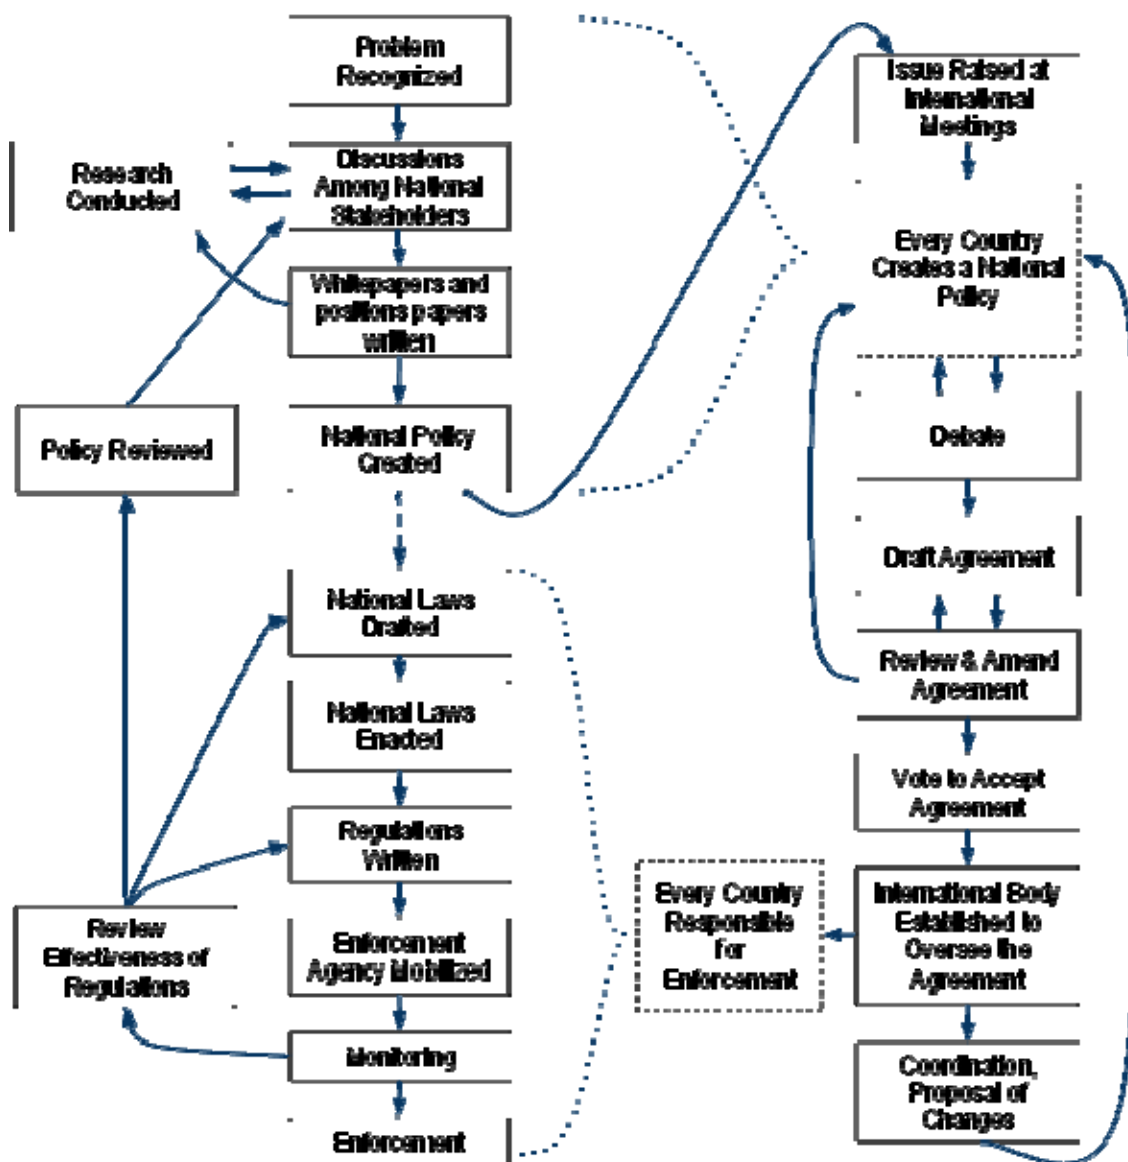 Problem
Recognized
Discussions
Among National
Stakeholders
Research
Conducted
Whitepapers and
positions papers
written
Policy Reviewed
National Policy
Created
National Laws
Drafted
National Laws
Enacted
Regulations
Written
Review
Effectiveness of
Regulations
Enforcement
Agency Mobilized
Monitoring
Enforcement
Issue Raised at
International
Meetings
Every Country
Creates a National
Policy
Debate
Draft Agreement
Review & Amend
Agreement
Vote to Accept
Agreement
Every Country
Responsible
for
Enforcement
International Body
Established to
Oversee the
Agreement
Coordination,
Proposal of
Changes